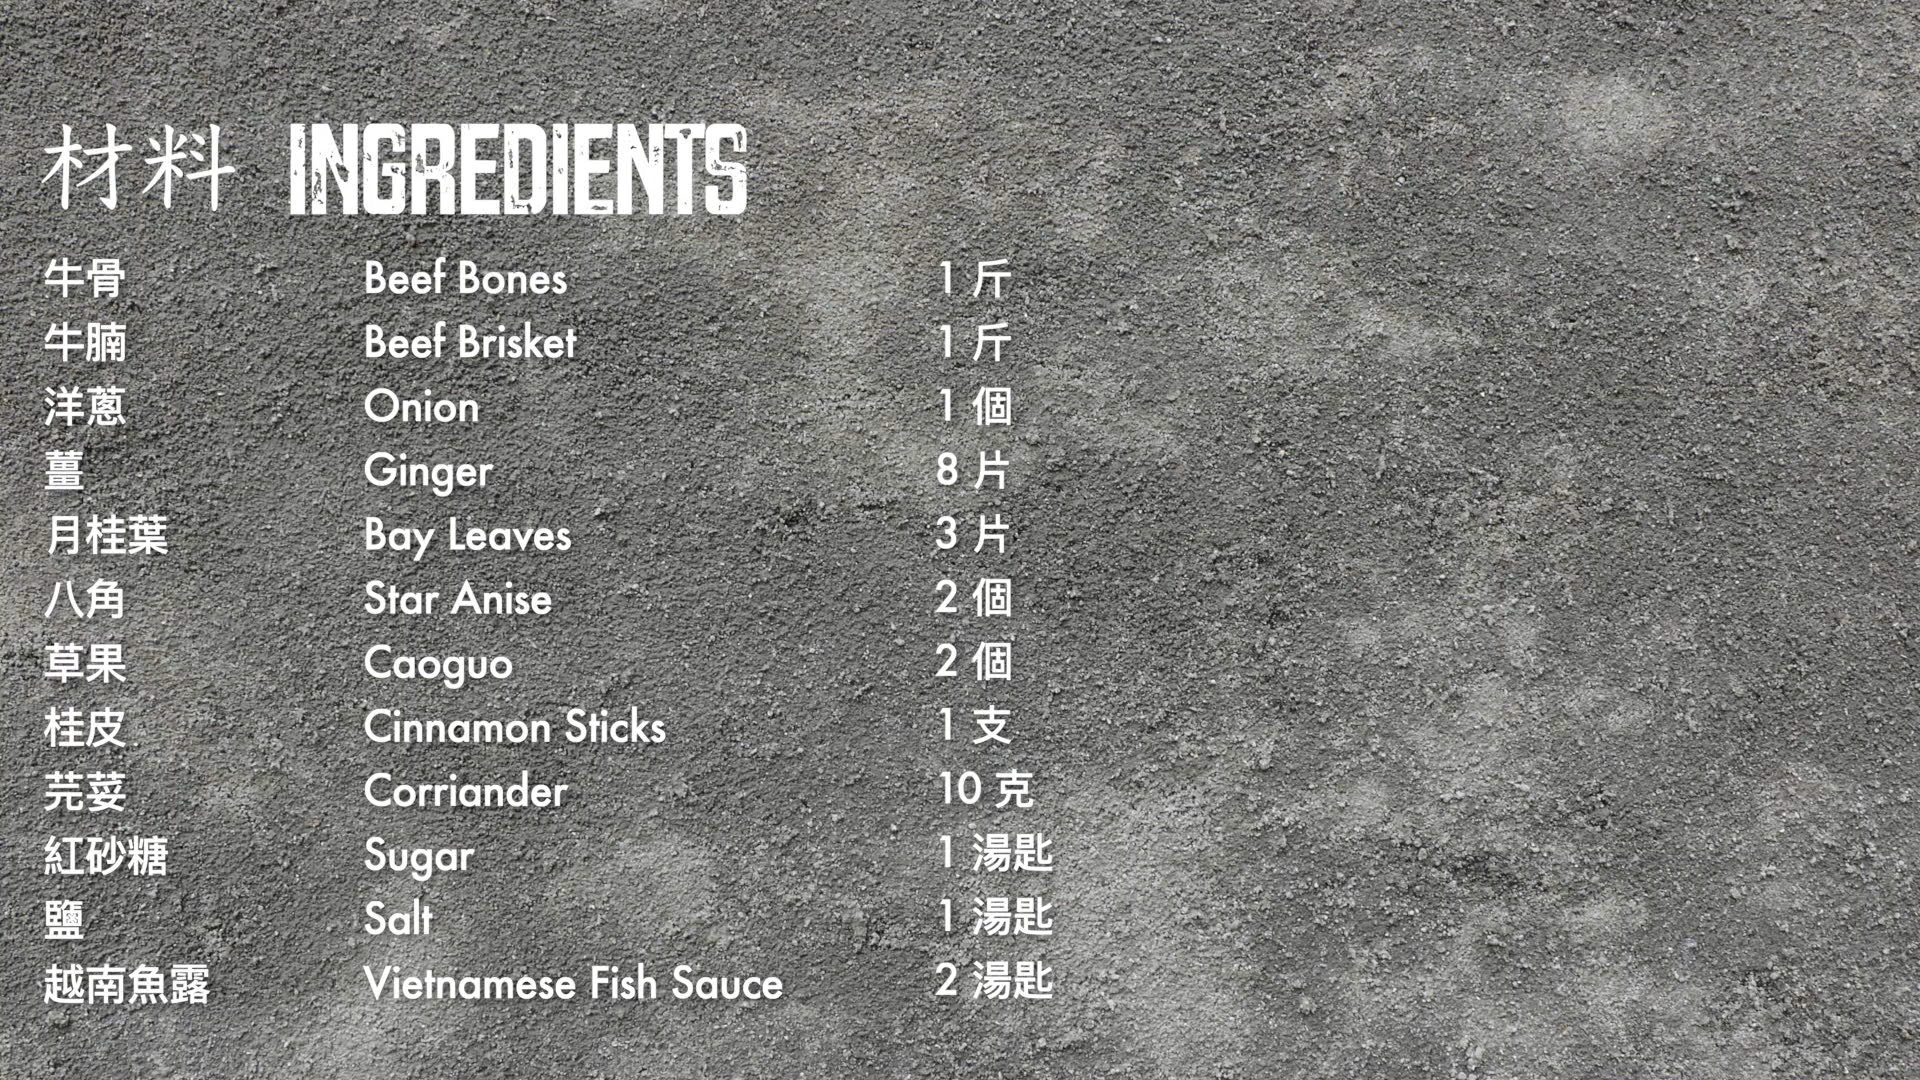 材料 INGREDIENTS
牛骨 Beef Bones 1 斤
牛腩 Beef Brisket 1 斤
洋蔥 Onion 1 個
薑 Ginger 8 片
月桂葉 Bay Leaves 3 片
八角 Star Anise 2 個
草果 Caoguo 2 個
桂皮 Cinnamon Sticks 1 支
芫荽 Corriander 10 克
紅砂糖 Sugar 1 湯匙
鹽 Salt 1 湯匙
越南魚露 Vietnamese Fish Sauce 2 湯匙